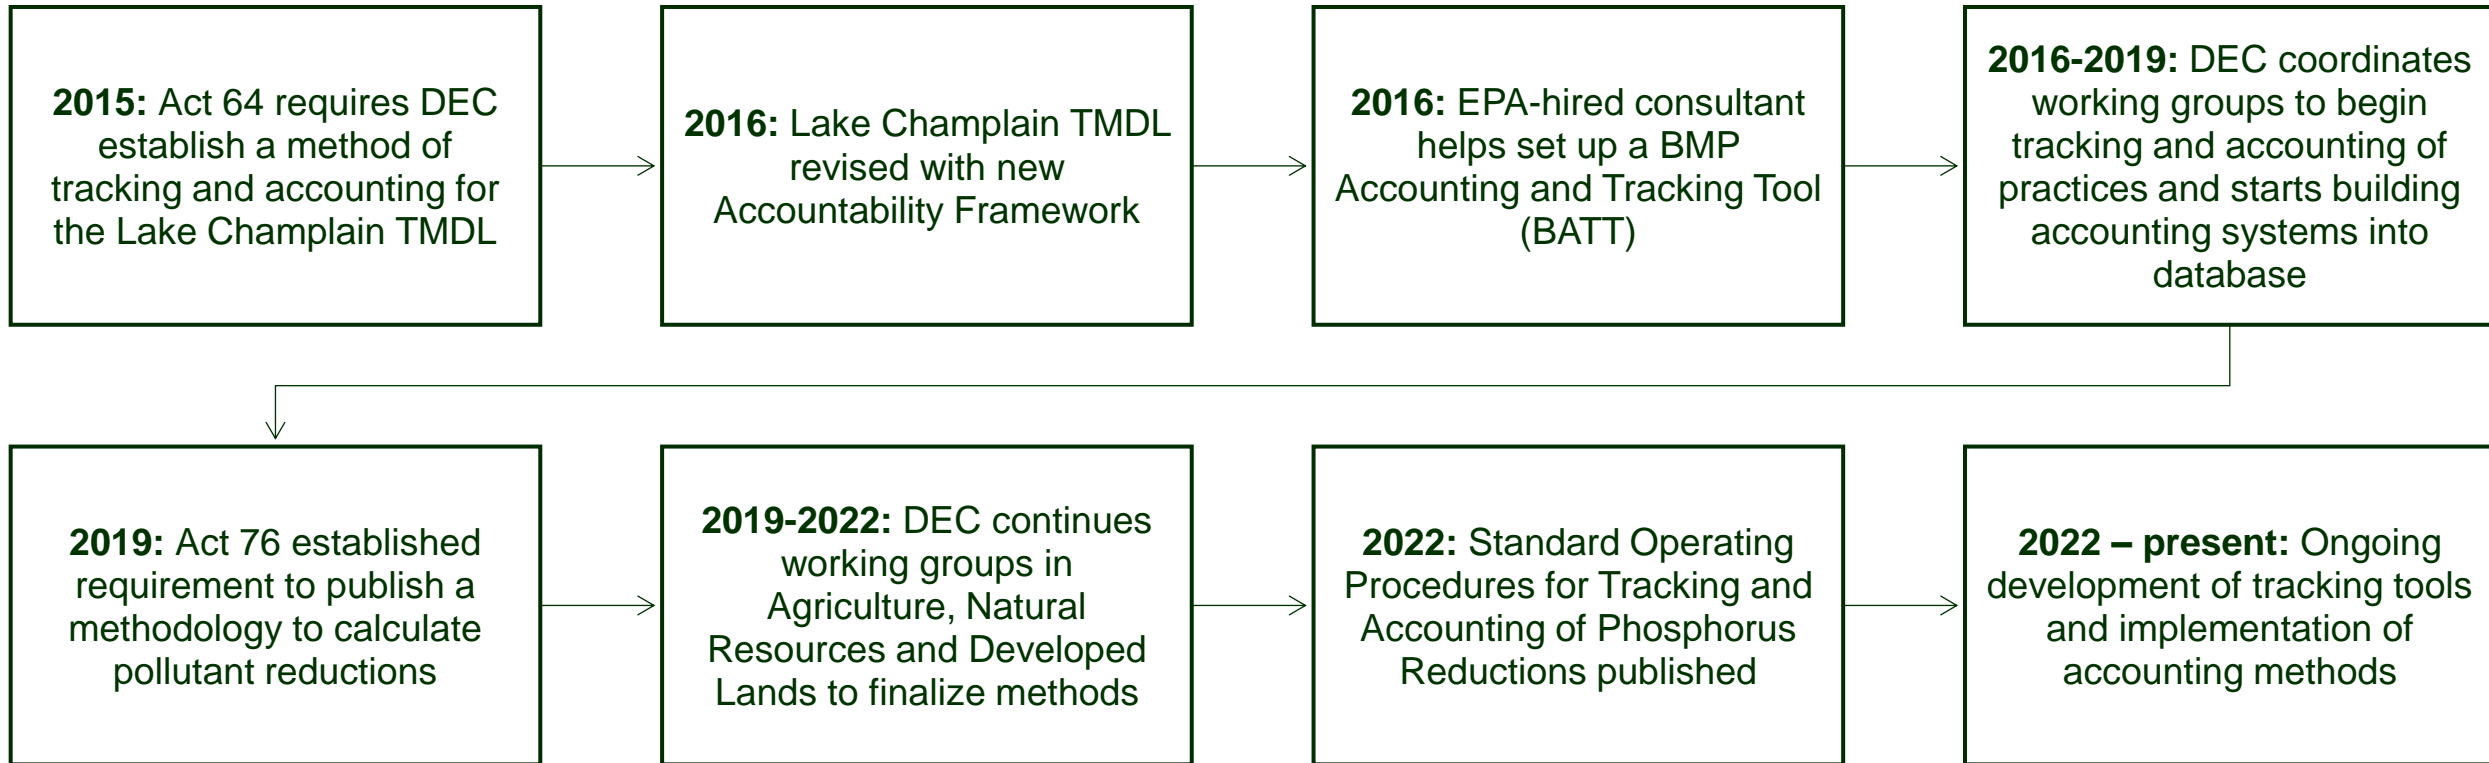 2015: Act 64 requires DEC
establish a method of
tracking and accounting for
the Lake Champlain TMDL
2016: Lake Champlain TMDL
revised with new
Accountability Framework
2016: EPA-hired consultant
helps set up a BMP
Accounting and Tracking Tool
(BATT)
2016-2019: DEC coordinates
working groups to begin
tracking and accounting of
practices and starts building
accounting systems into
database
2019: Act 76 established
requirement to publish a
methodology to calculate
pollutant reductions
2019-2022: DEC continues
working groups in
Agriculture, Natural
Resources and Developed
Lands to finalize methods
2022: Standard Operating
Procedures for Tracking and
Accounting of Phosphorus
Reductions published
2022 – present: Ongoing
development of tracking tools
and implementation of
accounting methods